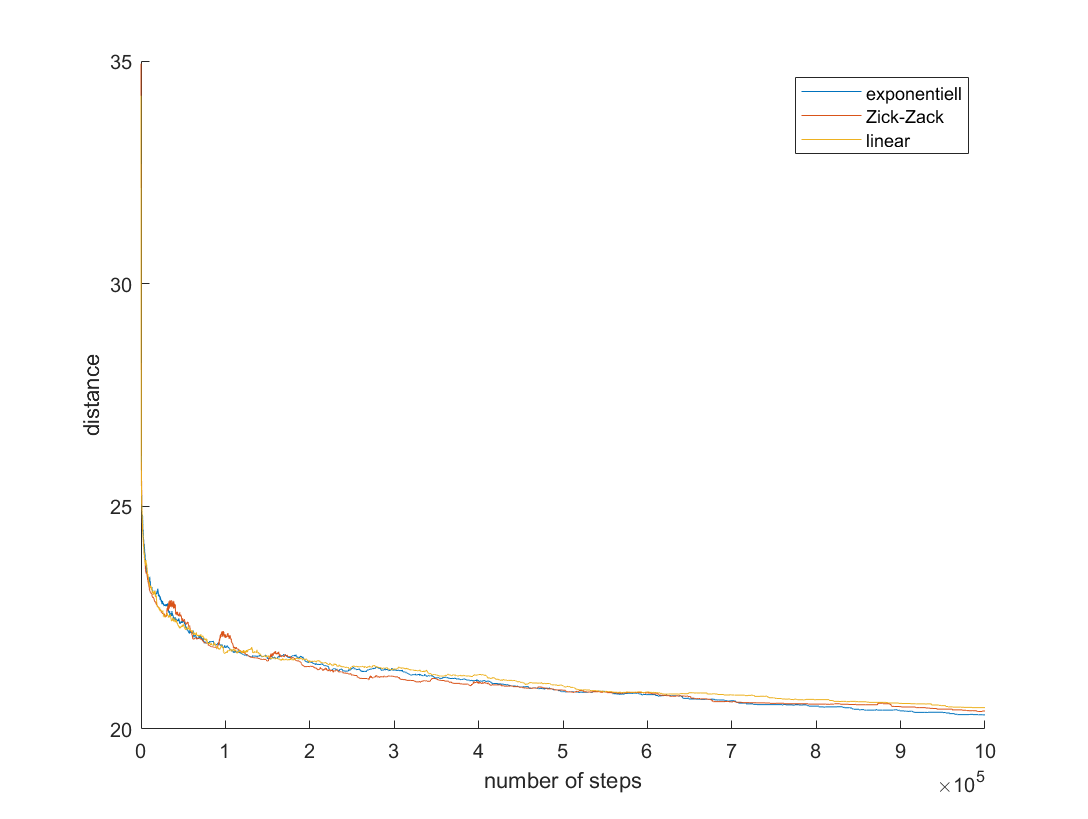 35
30
25
20
distance
exponentiell
Zick-Zack
linear
0 1 2 3 4 5 6 7 8 9 10
number of steps
×10^5